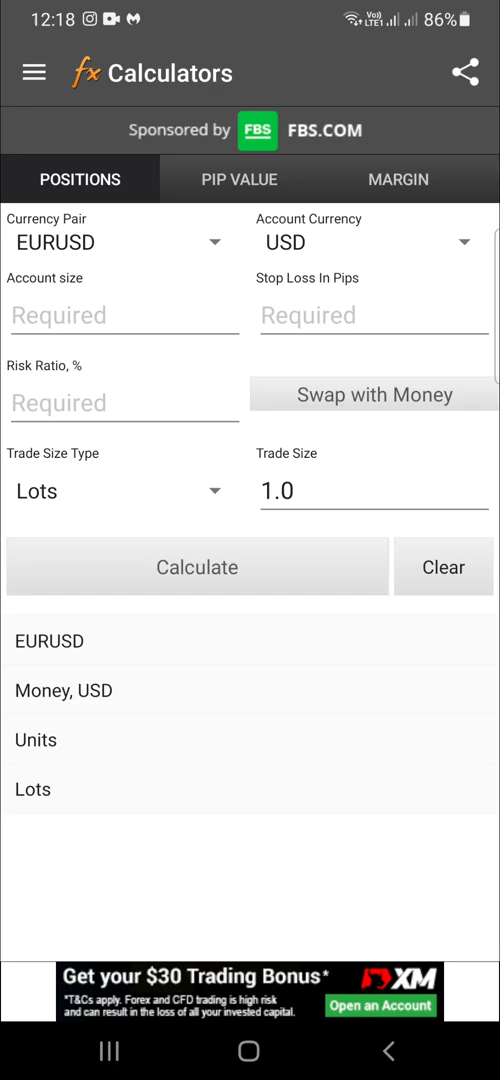 12:18 Vo)) LTE1 86%
fx Calculators
Sponsored by FBS FBS.COM
POSITIONS PIP VALUE MARGIN
Currency Pair Account Currency
EURUSD USD
Account size Stop Loss In Pips
Required Required
Risk Ratio, %
Required Swap with Money
Trade Size Type Trade Size
Lots 1.0
Calculate Clear
EURUSD
Money, USD
Units
Lots
Get your $30 Trading Bonus* XM
*T&Cs apply. Forex and CFD trading is high risk
and can result in the loss of all your invested capital. Open an Account